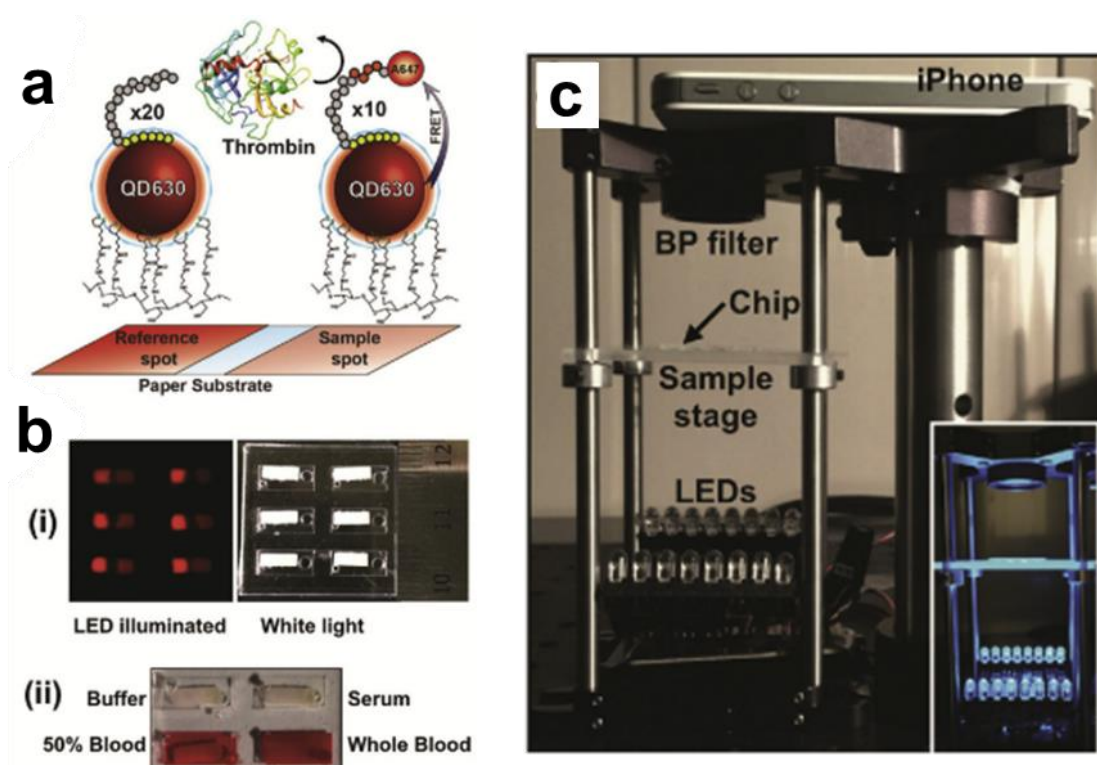 a
x20
A647
x10
FRET
Thrombin
QD630
QD630
Reference
spot
Sample
spot
Paper Substrate
b
(i)
12
11
10
LED illuminated
White light
(ii)
Buffer
Serum
50% Blood
Whole Blood
c
iPhone
BP filter
Chip
Sample
stage
LEDs